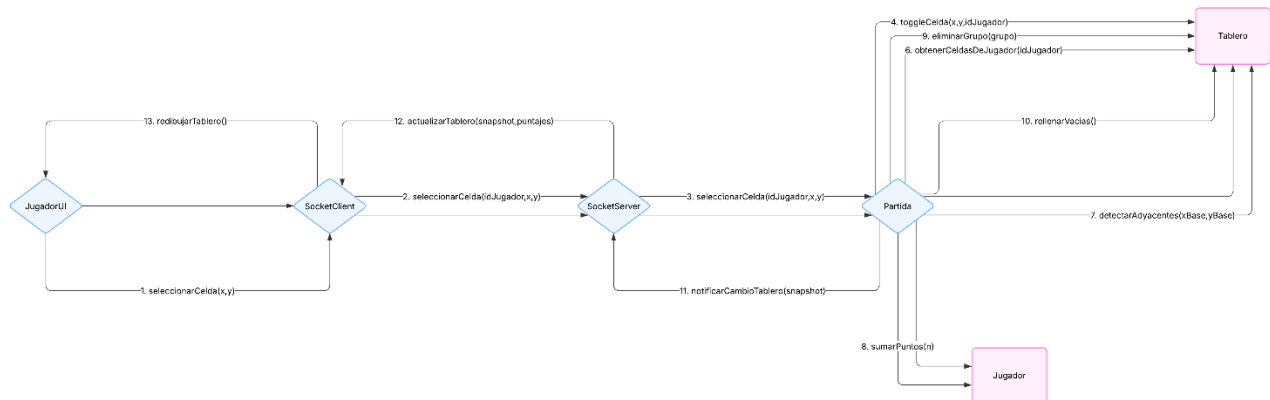 4. toggleCelda(x,y,idJugador)
9. eliminarGrupo(grupo)
Tablero
6. obtenerCeldasDeJugador(idJugador)
13. redibujarTablero()
12. actualizarTablero(snapshot,puntajes)
10. rellenarVacias()
2. seleccionarCelda(idJugador,x,y)
3. seleccionarCelda(idJugador,x,y)
JugadorUI
SocketClient
SocketServer
Partida
7. detectarAdyacentes(xBase,yBase)
1. seleccionarCelda(x,y)
11. notificarCambioTablero(snapshot)
8. sumarPuntos(n)
Jugador